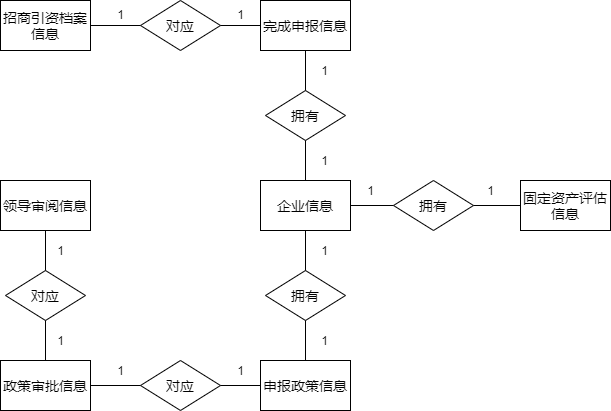 招商引资档案
信息
1
对应
1
完成申报信息
1
拥有
1
领导审阅信息
企业信息
1
拥有
1
固定资产评估
信息
1
对应
1
1
拥有
1
政策审批信息
1
对应
1
申报政策信息